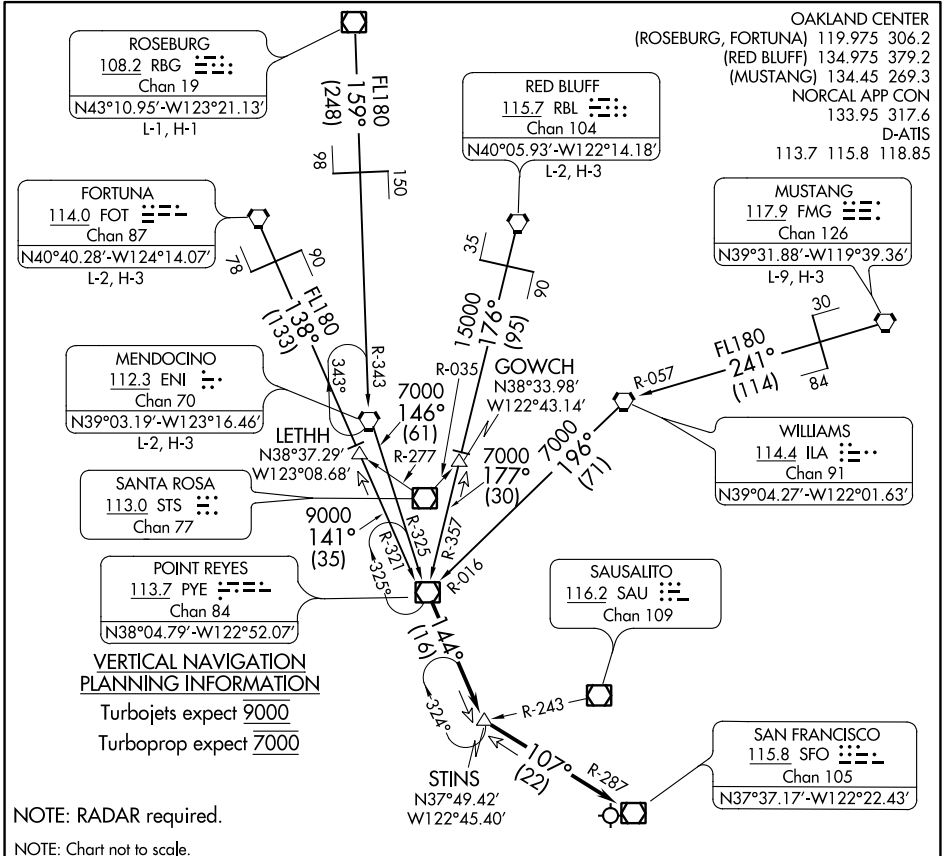 OAKLAND CENTER
(ROSEBURG, FORTUNA) 119.975 306.2
(RED BLUFF) 134.975 379.2
(MUSTANG) 134.45 269.3
NORCAL APP CON
133.95 317.6
D-ATIS
113.7 115.8 118.85
ROSEBURG
108.2 RBG
Chan 19
N43°10.95′-W123°21.13′
L-1, H-1
FL180
159°
(248)
98
150
RED BLUFF
115.7 RBL
Chan 104
N40°05.93′-W122°14.18′
L-2, H-3
FORTUNA
114.0 FOT
Chan 87
N40°40.28′-W124°14.07′
L-2, H-3
78
90
FL180
138°
(133)
35
90
15000
176°
(95)
MUSTANG
117.9 FMG
Chan 126
N39°31.88′-W119°39.36′
L-9, H-3
30
84
FL180
241°
(114)
R-057
MENDOCINO
112.3 ENI
Chan 70
N39°03.19′-W123°16.46′
L-2, H-3
343°
R-343
7000
146°
(61)
R-035
GOWCH
N38°33.98′
W122°43.14′
LETHH
N38°37.29′
W123°08.68′
R-277
7000
177°
(30)
7000
196°
(71)
WILLIAMS
114.4 ILA
Chan 91
N39°04.27′-W122°01.63′
SANTA ROSA
113.0 STS
Chan 77
9000
141°
(35)
R-321
R-325
R-357
R-016
325°
POINT REYES
113.7 PYE
Chan 84
N38°04.79′-W122°52.07′
SAUSALITO
116.2 SAU
Chan 109
144°
(16)
VERTICAL NAVIGATION
PLANNING INFORMATION
Turbojets expect 9000
Turboprop expect 7000
324°
R-243
STINS
N37°49.42′
W122°45.40′
107°
(22)
R-287
SAN FRANCISCO
115.8 SFO
Chan 105
N37°37.17′-W122°22.43′
NOTE: RADAR required.
NOTE: Chart not to scale.